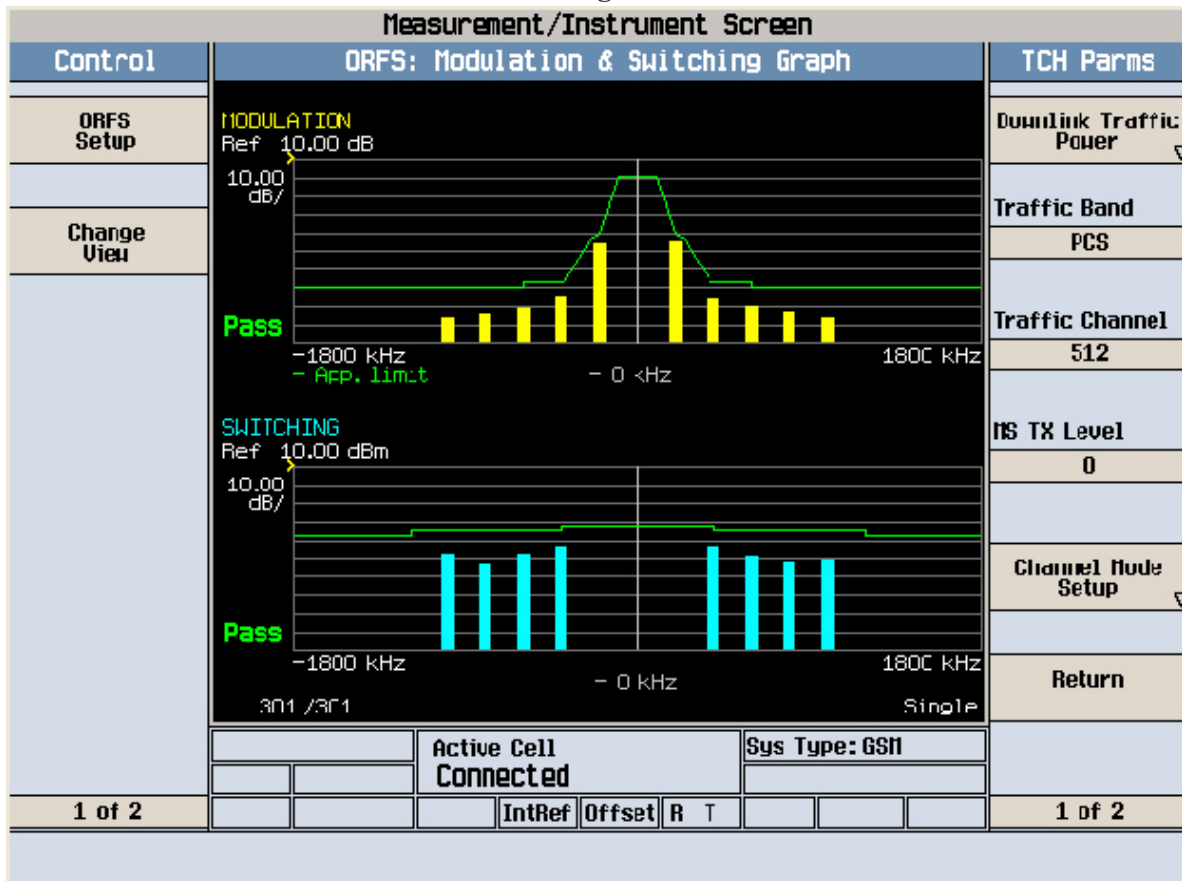 Measurement/Instrument Screen
Control
ORFS: Modulation & Switching Graph
TCH Parms
ORFS
Setup
Change
View
1 of 2
MODULATION
Ref 10.00 dB
10.00
dB/
Pass
-1800 kHz
1800 kHz
- App. limit
- 0 kHz
SWITCHING
Ref 10.00 dBm
10.00
dB/
Pass
-1800 kHz
1800 kHz
- 0 kHz
301 /301
Single
Active Cell
Sys Type: GSM
Connected
IntRef Offset R T
Downlink Traffic
Power
Traffic Band
PCS
Traffic Channel
512
MS TX Level
0
Channel Mode
Setup
Return
1 of 2